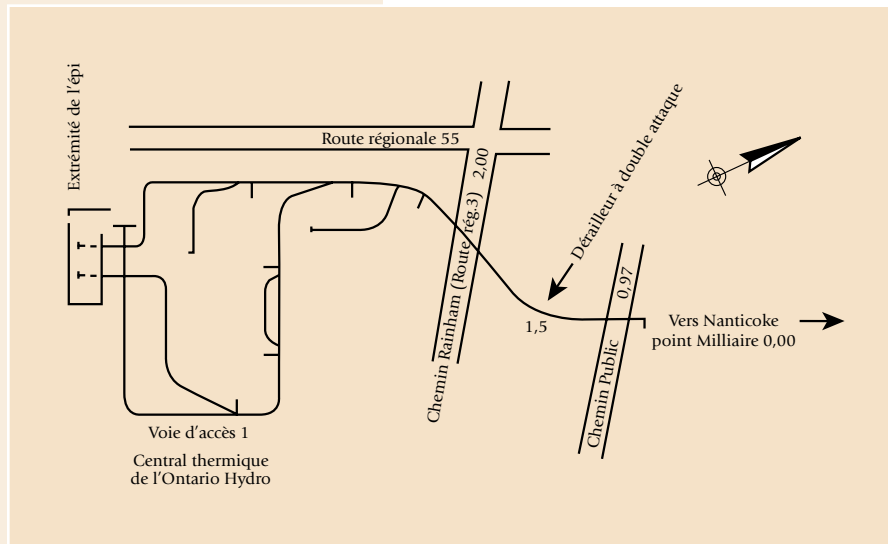 Extrémité de l'épi
Route régionale 55
2,00
Chemin Rainham (Route rég.3)
Dérailleur à double attaque
0,97
Chemin Public
1,5
Vers Nanticoke
point Milliaire 0,00
Voie d'accès 1
Central thermique
de l'Ontario Hydro